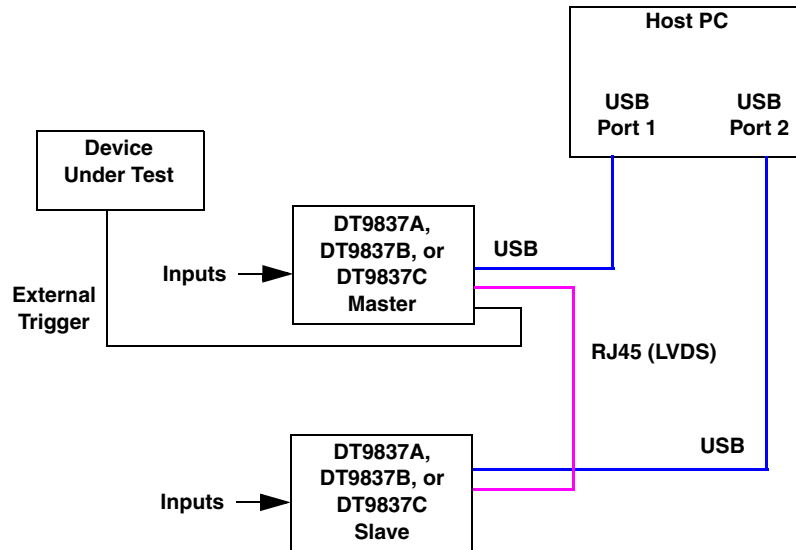 Host PC
USB
Port 1
USB
Port 2
Device
Under Test
DT9837A,
DT9837B, or
DT9837C
Master
USB
Inputs
External
Trigger
RJ45 (LVDS)
DT9837A,
DT9837B, or
DT9837C
Slave
USB
Inputs